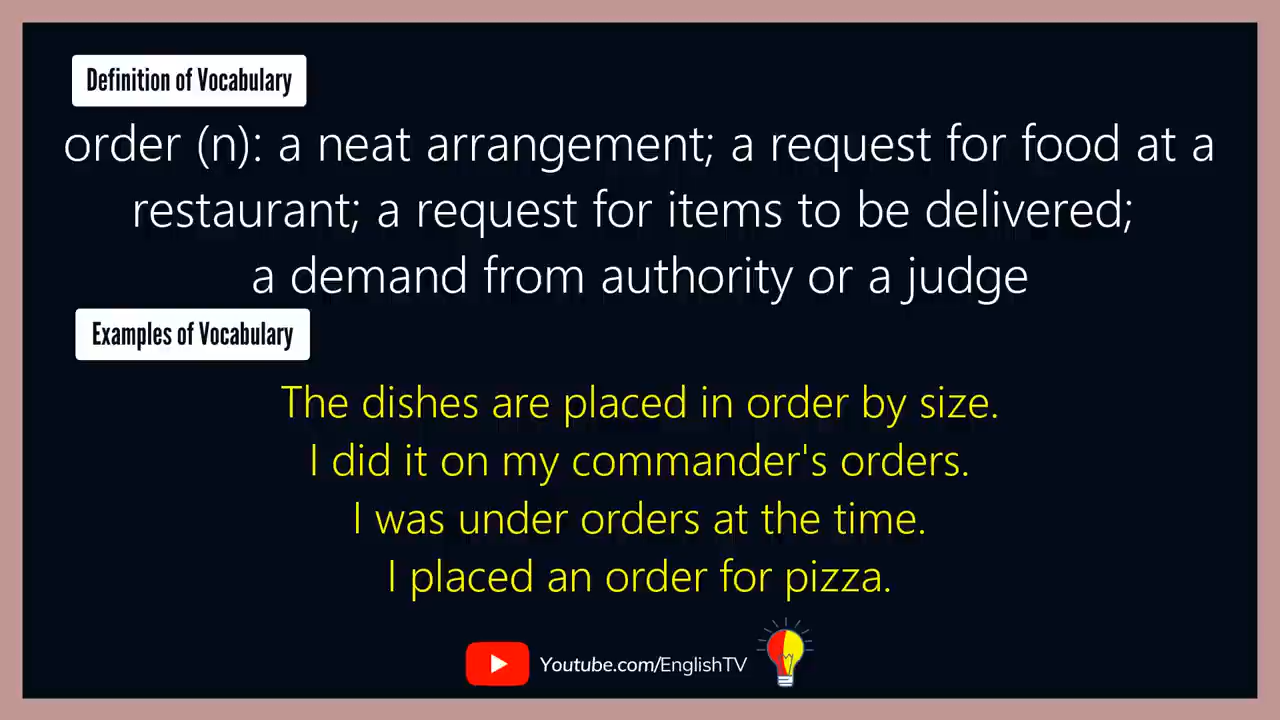 Definition of Vocabulary
order (n): a neat arrangement; a request for food at a
restaurant; a request for items to be delivered;
a demand from authority or a judge
Examples of Vocabulary
The dishes are placed in order by size.
I did it on my commander's orders.
I was under orders at the time.
I placed an order for pizza.
Youtube.com/EnglishTV